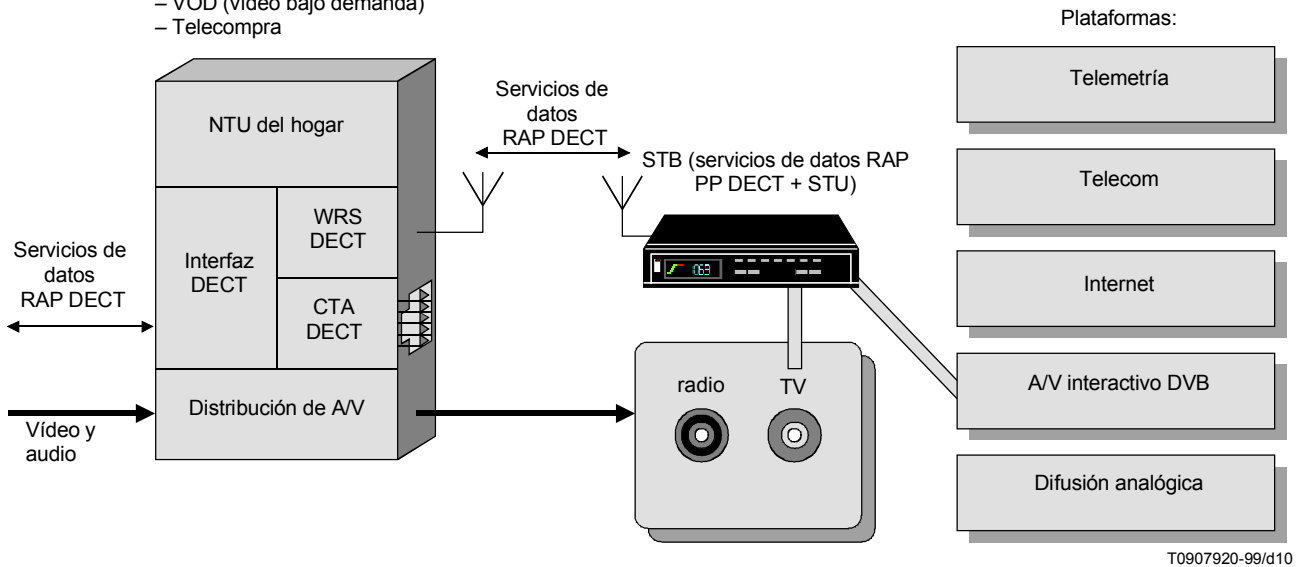 – VOD (vídeo bajo demanda)
– Telecompra
Plataformas:
NTU del hogar
Interfaz
DECT
WRS
DECT
CTA
DECT
Distribución de A/V
Servicios de
datos
RAP DECT
Vídeo y
audio
Servicios de
datos
RAP DECT
STB (servicios de datos RAP
PP DECT + STU)
063
radio
TV
Telemetría
Telecom
Internet
A/V interactivo DVB
Difusión analógica
T0907920-99/d10